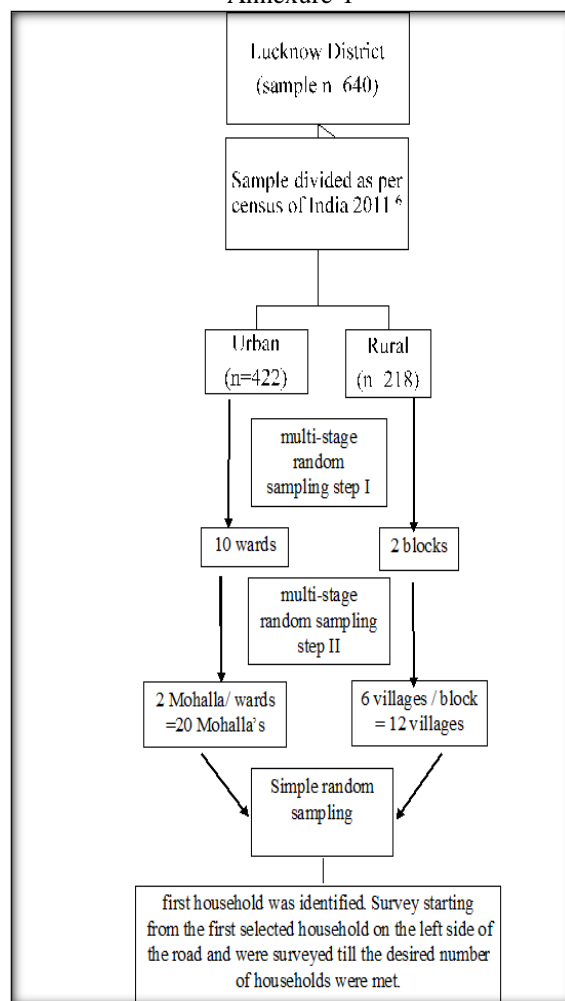 Annexure-1
Lucknow District
(sample n 640)
Sample divided as per
census of India 2011 6
Urban
(n=422)
Rural
(n 218)
multi-stage
random
sampling step I
10 wards
2 blocks
multi-stage
random sampling
step II
2 Mohalla/ wards
=20 Mohalla's
6 villages / block
= 12 villages
Simple random
sampling
first household was identified. Survey starting
from the first selected household on the left side of
the road and were surveyed till the desired number
of households were met.